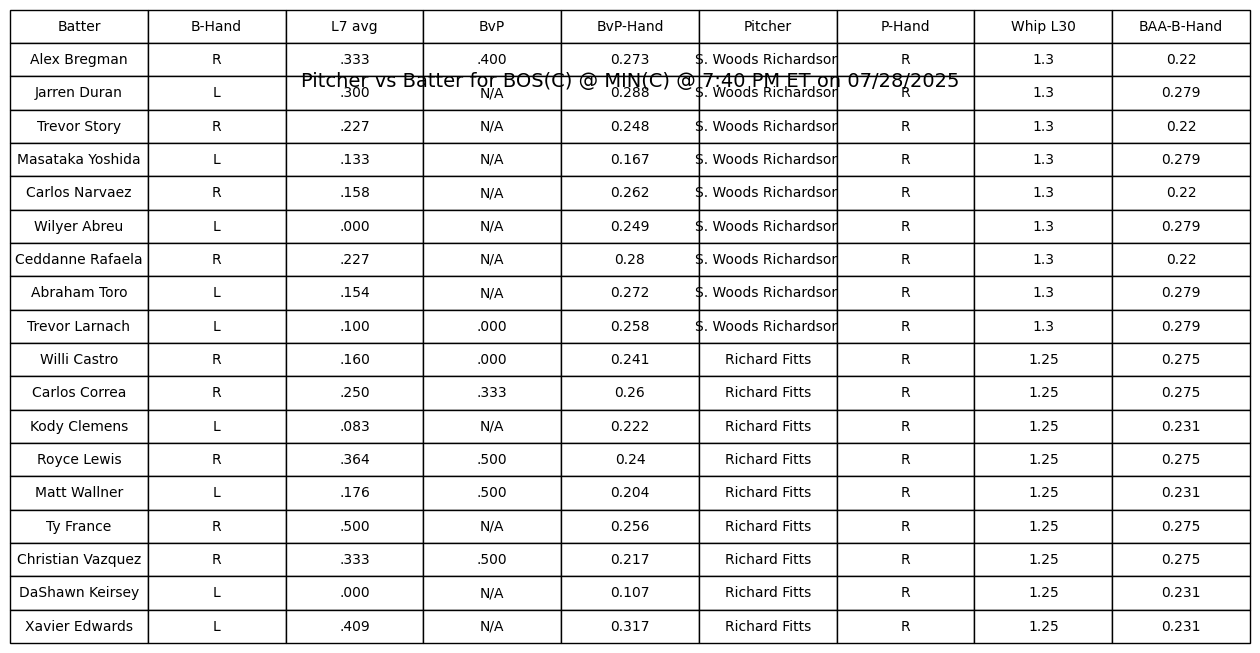 Batter B-Hand L7 avg BvP BvP-Hand Pitcher P-Hand Whip L30 BAA-B-Hand
Alex Bregman R .333 .400 0.273 S. Woods Richardson R 1.3 0.22
Pitcher vs Batter for BOS(C) @ MIN(C) @ 7:40 PM ET on 07/28/2025
Jarren Duran L .300 N/A 0.288 S. Woods Richardson R 1.3 0.279
Trevor Story R .227 N/A 0.248 S. Woods Richardson R 1.3 0.22
Masataka Yoshida L .133 N/A 0.167 S. Woods Richardson R 1.3 0.279
Carlos Narvaez R .158 N/A 0.262 S. Woods Richardson R 1.3 0.22
Wilyer Abreu L .000 N/A 0.249 S. Woods Richardson R 1.3 0.279
Ceddanne Rafaela R .227 N/A 0.28 S. Woods Richardson R 1.3 0.22
Abraham Toro L .154 N/A 0.272 S. Woods Richardson R 1.3 0.279
Trevor Larnach L .100 .000 0.258 S. Woods Richardson R 1.3 0.279
Willi Castro R .160 .000 0.241 Richard Fitts R 1.25 0.275
Carlos Correa R .250 .333 0.26 Richard Fitts R 1.25 0.275
Kody Clemens L .083 N/A 0.222 Richard Fitts R 1.25 0.231
Royce Lewis R .364 .500 0.24 Richard Fitts R 1.25 0.275
Matt Wallner L .176 .500 0.204 Richard Fitts R 1.25 0.231
Ty France R .500 N/A 0.256 Richard Fitts R 1.25 0.275
Christian Vazquez R .333 .500 0.217 Richard Fitts R 1.25 0.275
DaShawn Keirsey L .000 N/A 0.107 Richard Fitts R 1.25 0.231
Xavier Edwards L .409 N/A 0.317 Richard Fitts R 1.25 0.231